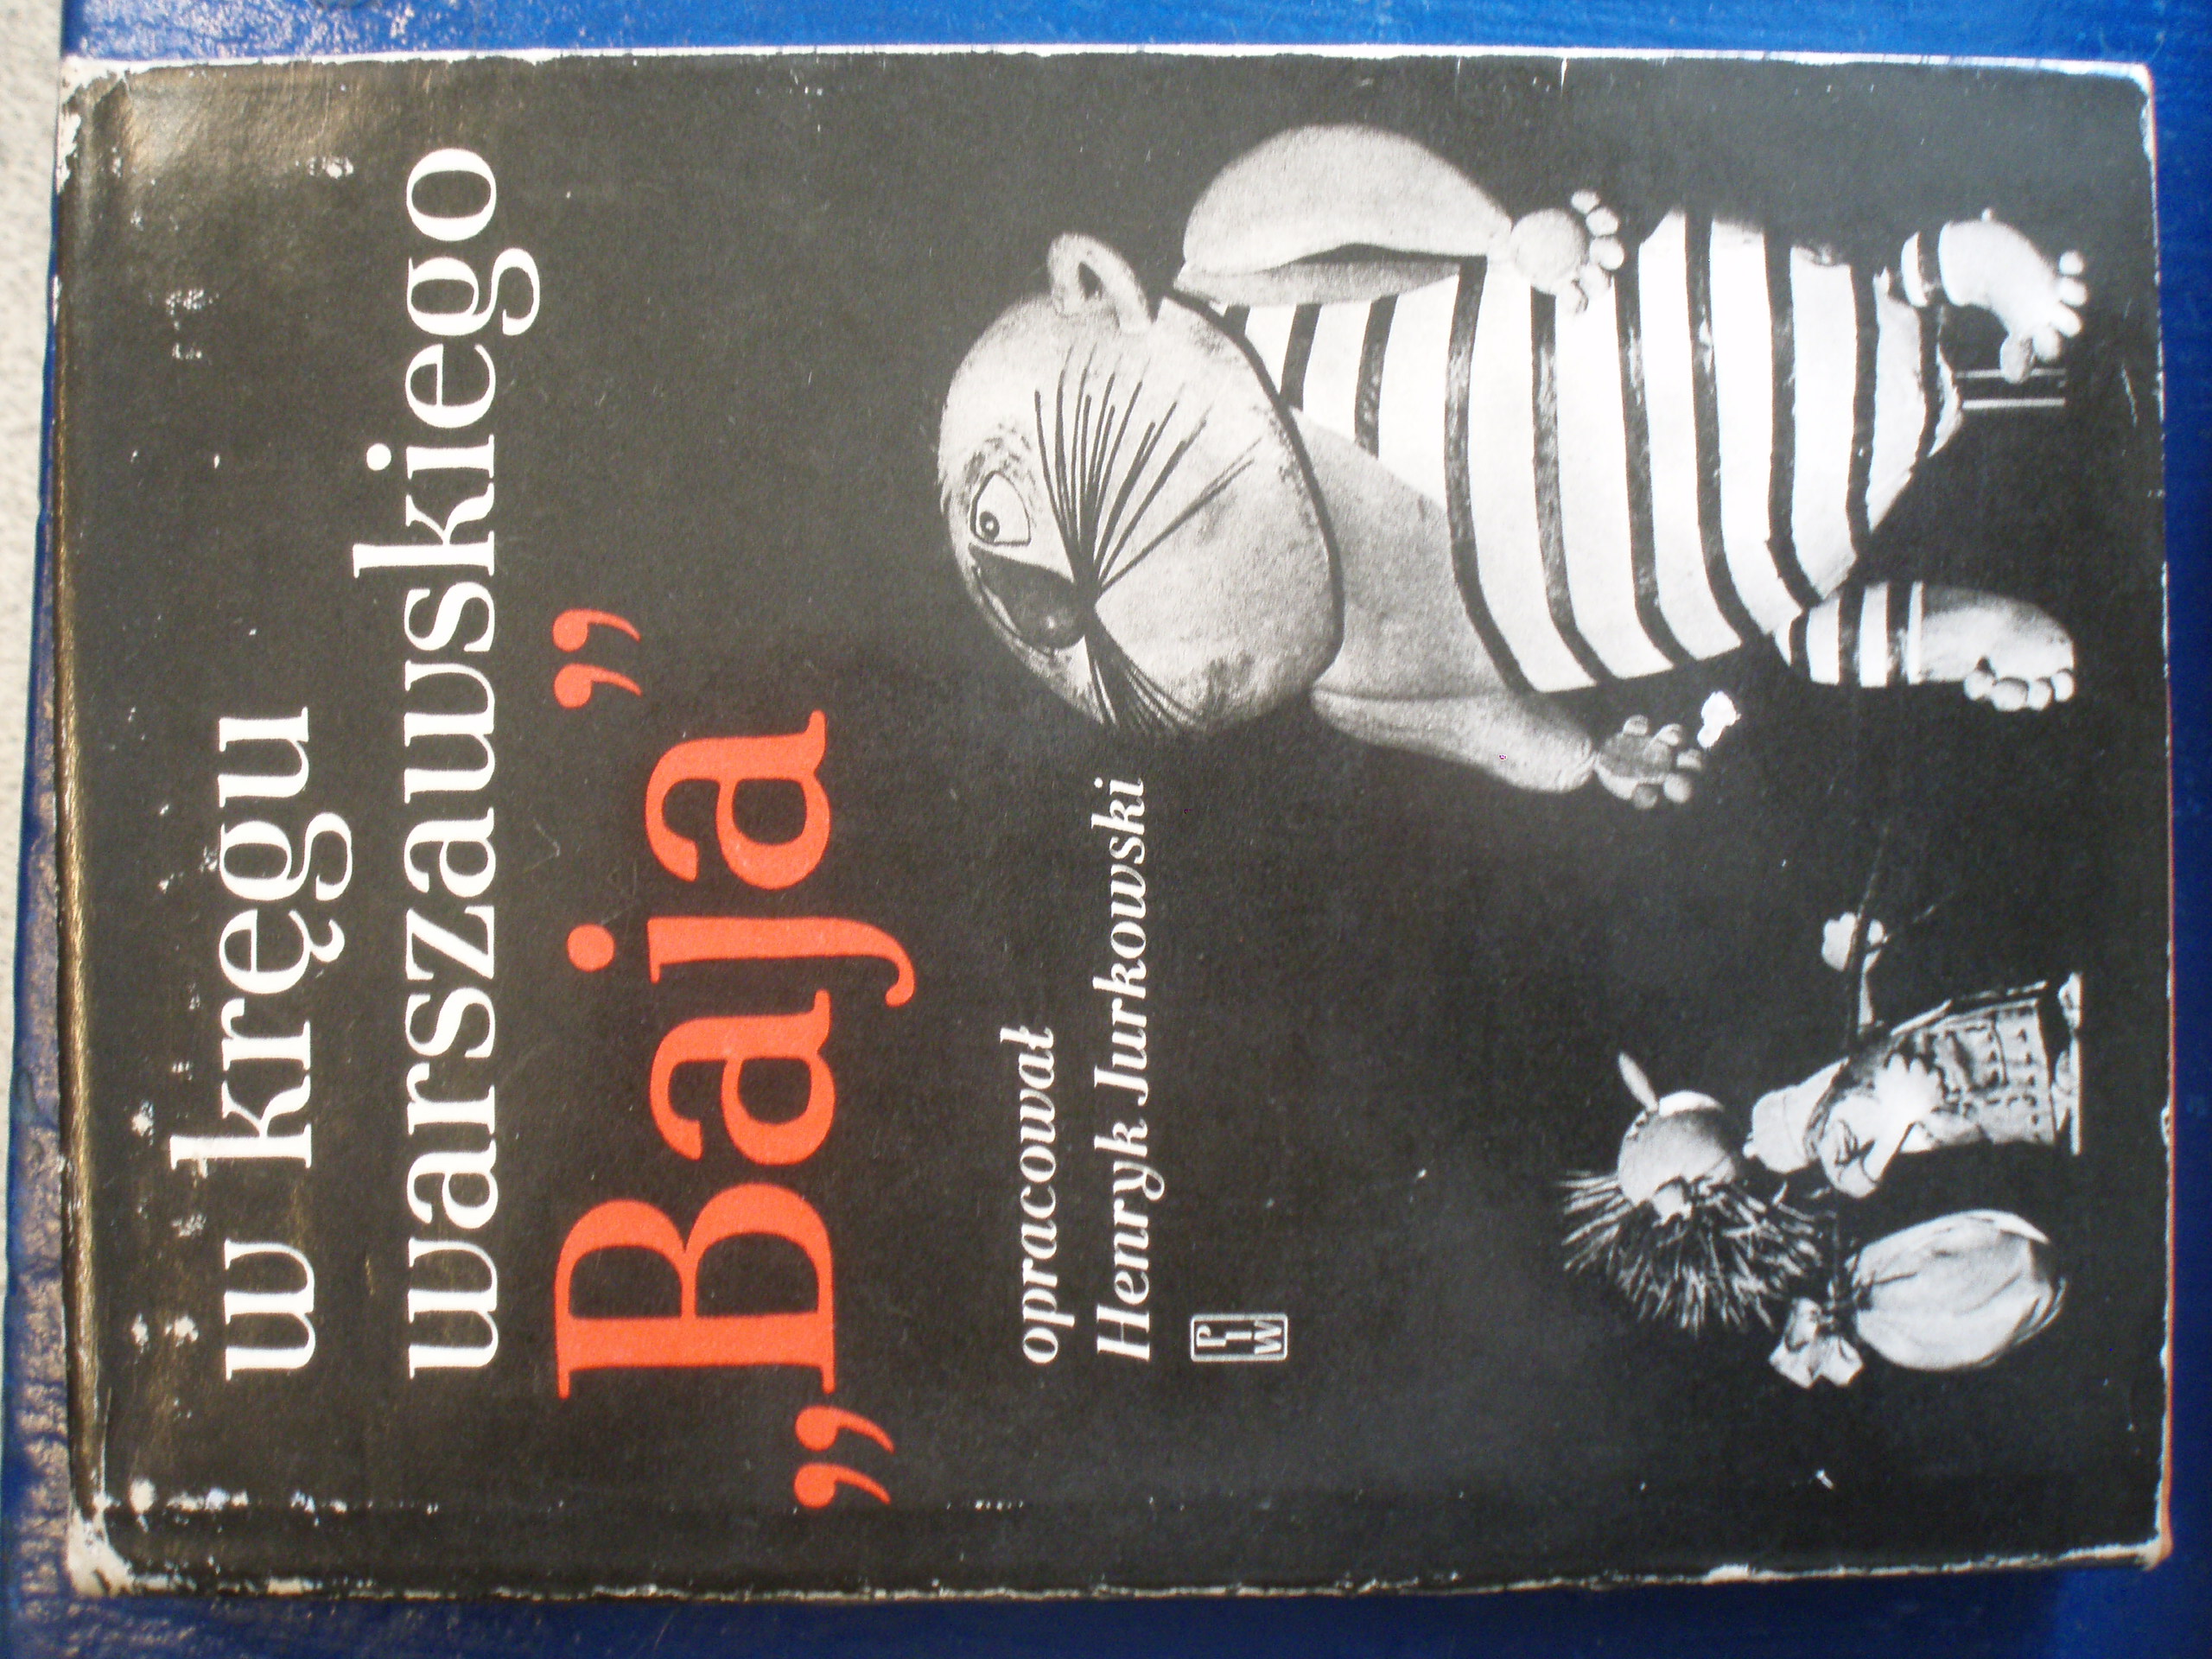 w kręgu
warszawskiego
„Baja”
opracował
Henryk Jurkowski
PIW